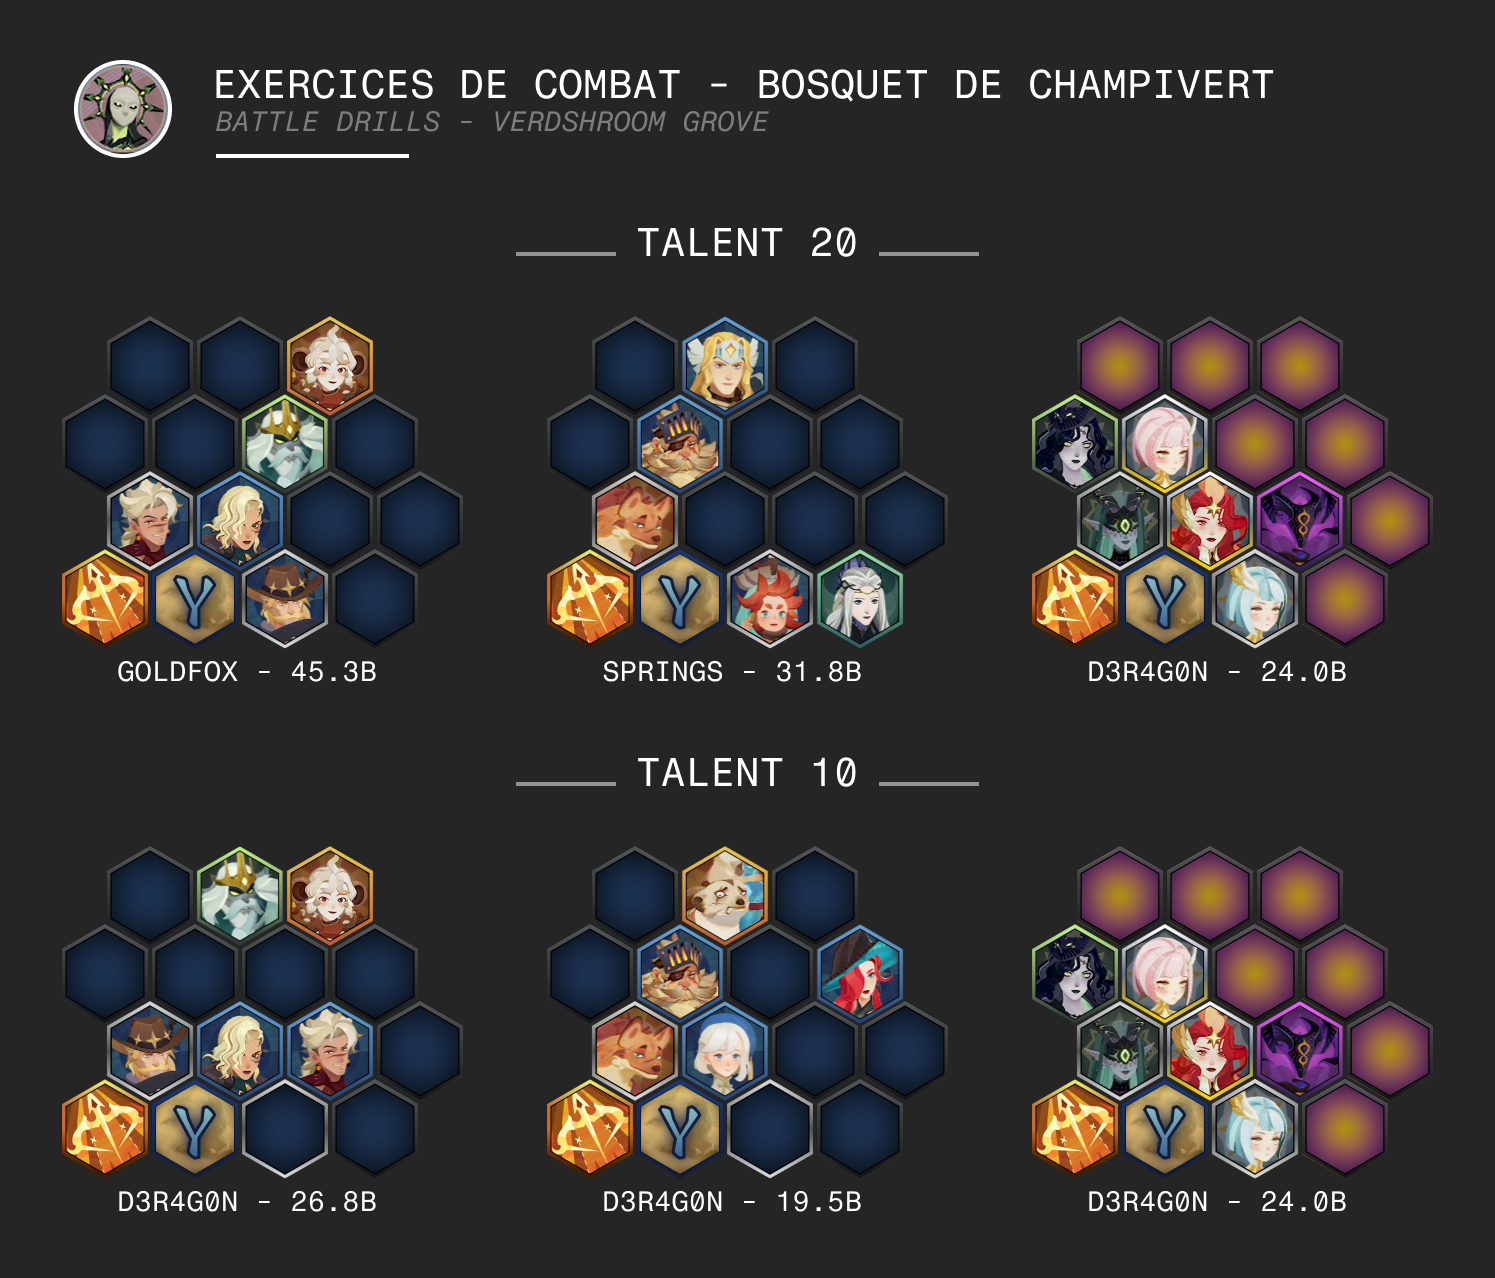 EXERCICES DE COMBAT - BOSQUET DE CHAMPIVERT
BATTLE DRILLS - VERDSHROOM GROVE
TALENT 20
GOLDFOX - 45.3B
SPRINGS - 31.8B
D3R4G0N - 24.0B
TALENT 10
D3R4G0N - 26.8B
D3R4G0N - 19.5B
D3R4G0N - 24.0B